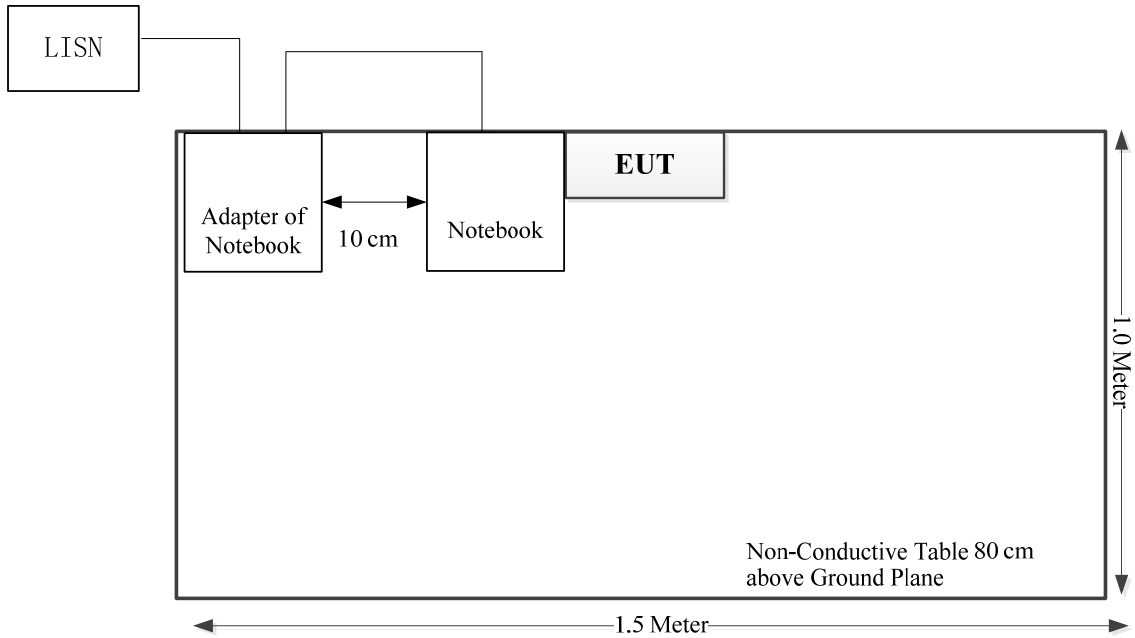 LISN
EUT
Adapter of
Notebook
10 cm
Notebook
1.0 Meter
Non-Conductive Table 80 cm
above Ground Plane
1.5 Meter